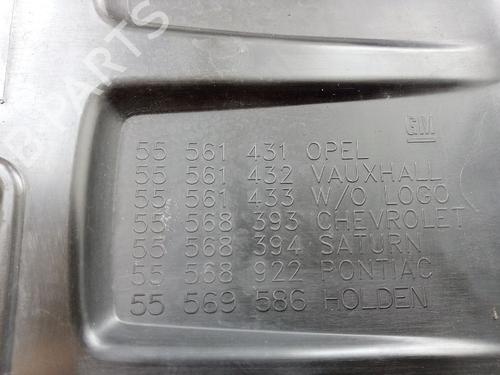 B PARTS
GM
55 561 431 OPEL
55 561 432 VAUXHALL
55 561 433 W/O LOGO
55 568 393 CHEVROLET
55 568 394 SATURN
55 568 922 PONTIAC
55 569 586 HOLDEN